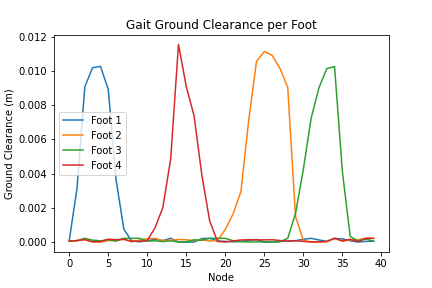 Gait Ground Clearance per Foot
0.012
0.010
0.008
0.006
0.004
0.002
0.000
Ground Clearance (m)
Foot 1
Foot 2
Foot 3
Foot 4
0 5 10 15 20 25 30 35 40
Node